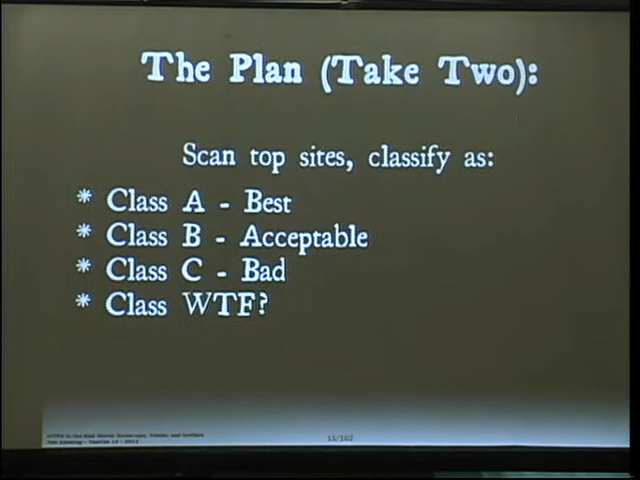 The Plan (Take Two):
Scan top sites, classify as:
* Class A - Best
* Class B - Acceptable
* Class C - Bad
* Class WTF?